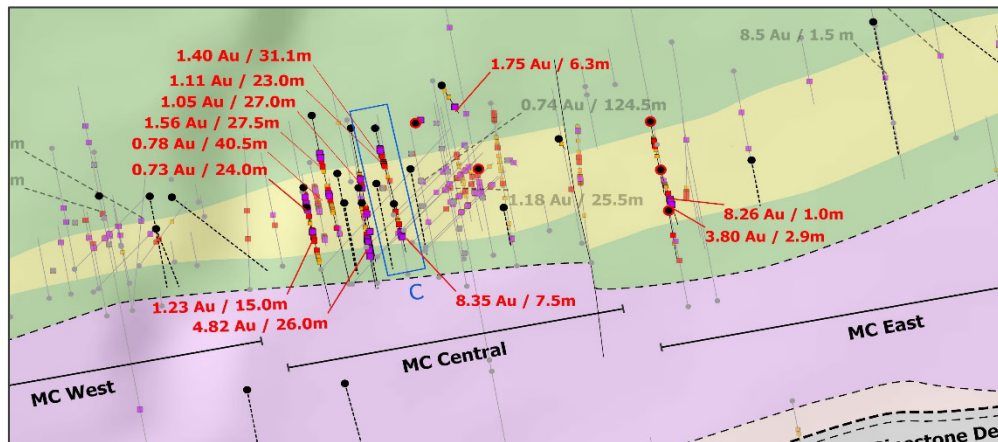 1.40 Au / 31.1m
1.11 Au / 23.0m
1.05 Au / 27.0m
1.56 Au / 27.5m
0.78 Au / 40.5m
0.73 Au / 24.0m
1.75 Au / 6.3m
0.74 Au / 124.5m
8.5 Au / 1.5 m
m
m
1.18 Au / 25.5m
8.26 Au / 1.0m
3.80 Au / 2.9m
1.23 Au / 15.0m
4.82 Au / 26.0m
C
8.35 Au / 7.5m
MC West
MC Central
MC East